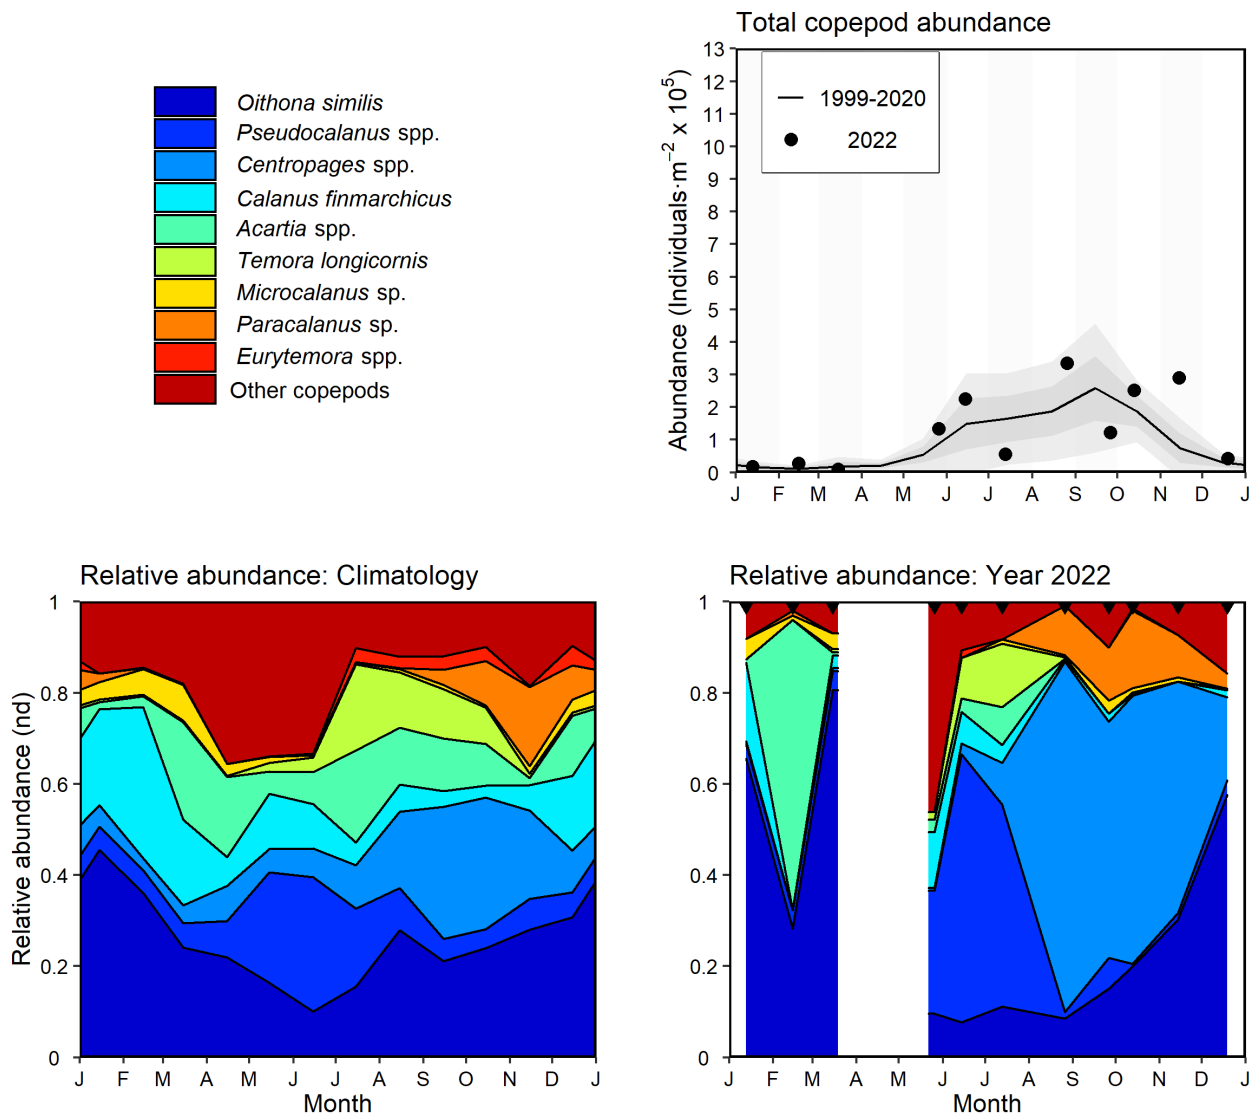 Total copepod abundance
13
12
11
10
9
8
7
6
5
4
3
2
1
0
Abundance (Individuals·m⁻² x 10⁵)
1999-2020
2022
J F M A M J J A S O N D J
Oithona similis
Pseudocalanus spp.
Centropages spp.
Calanus finmarchicus
Acartia spp.
Temora longicornis
Microcalanus sp.
Paracalanus sp.
Eurytemora spp.
Other copepods
Relative abundance: Climatology
1
0.8
0.6
0.4
0.2
0
Relative abundance (nd)
J F M A M J J A S O N D J
Month
Relative abundance: Year 2022
1
0.8
0.6
0.4
0.2
0
J F M A M J J A S O N D J
Month